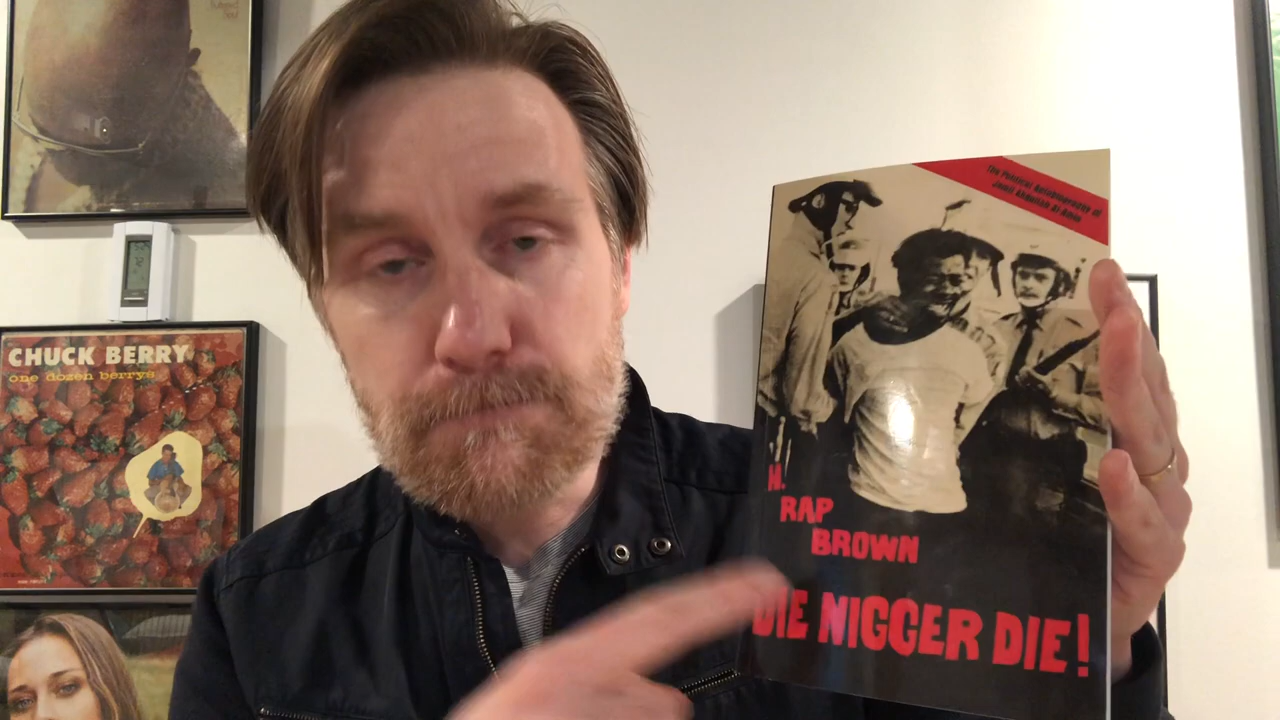 CHUCK BERRY
one dozen berrys
The Political Autobiography of
Jamil Abdullah Al-Amin
H.
RAP
BROWN
DIE NIGGER DIE!